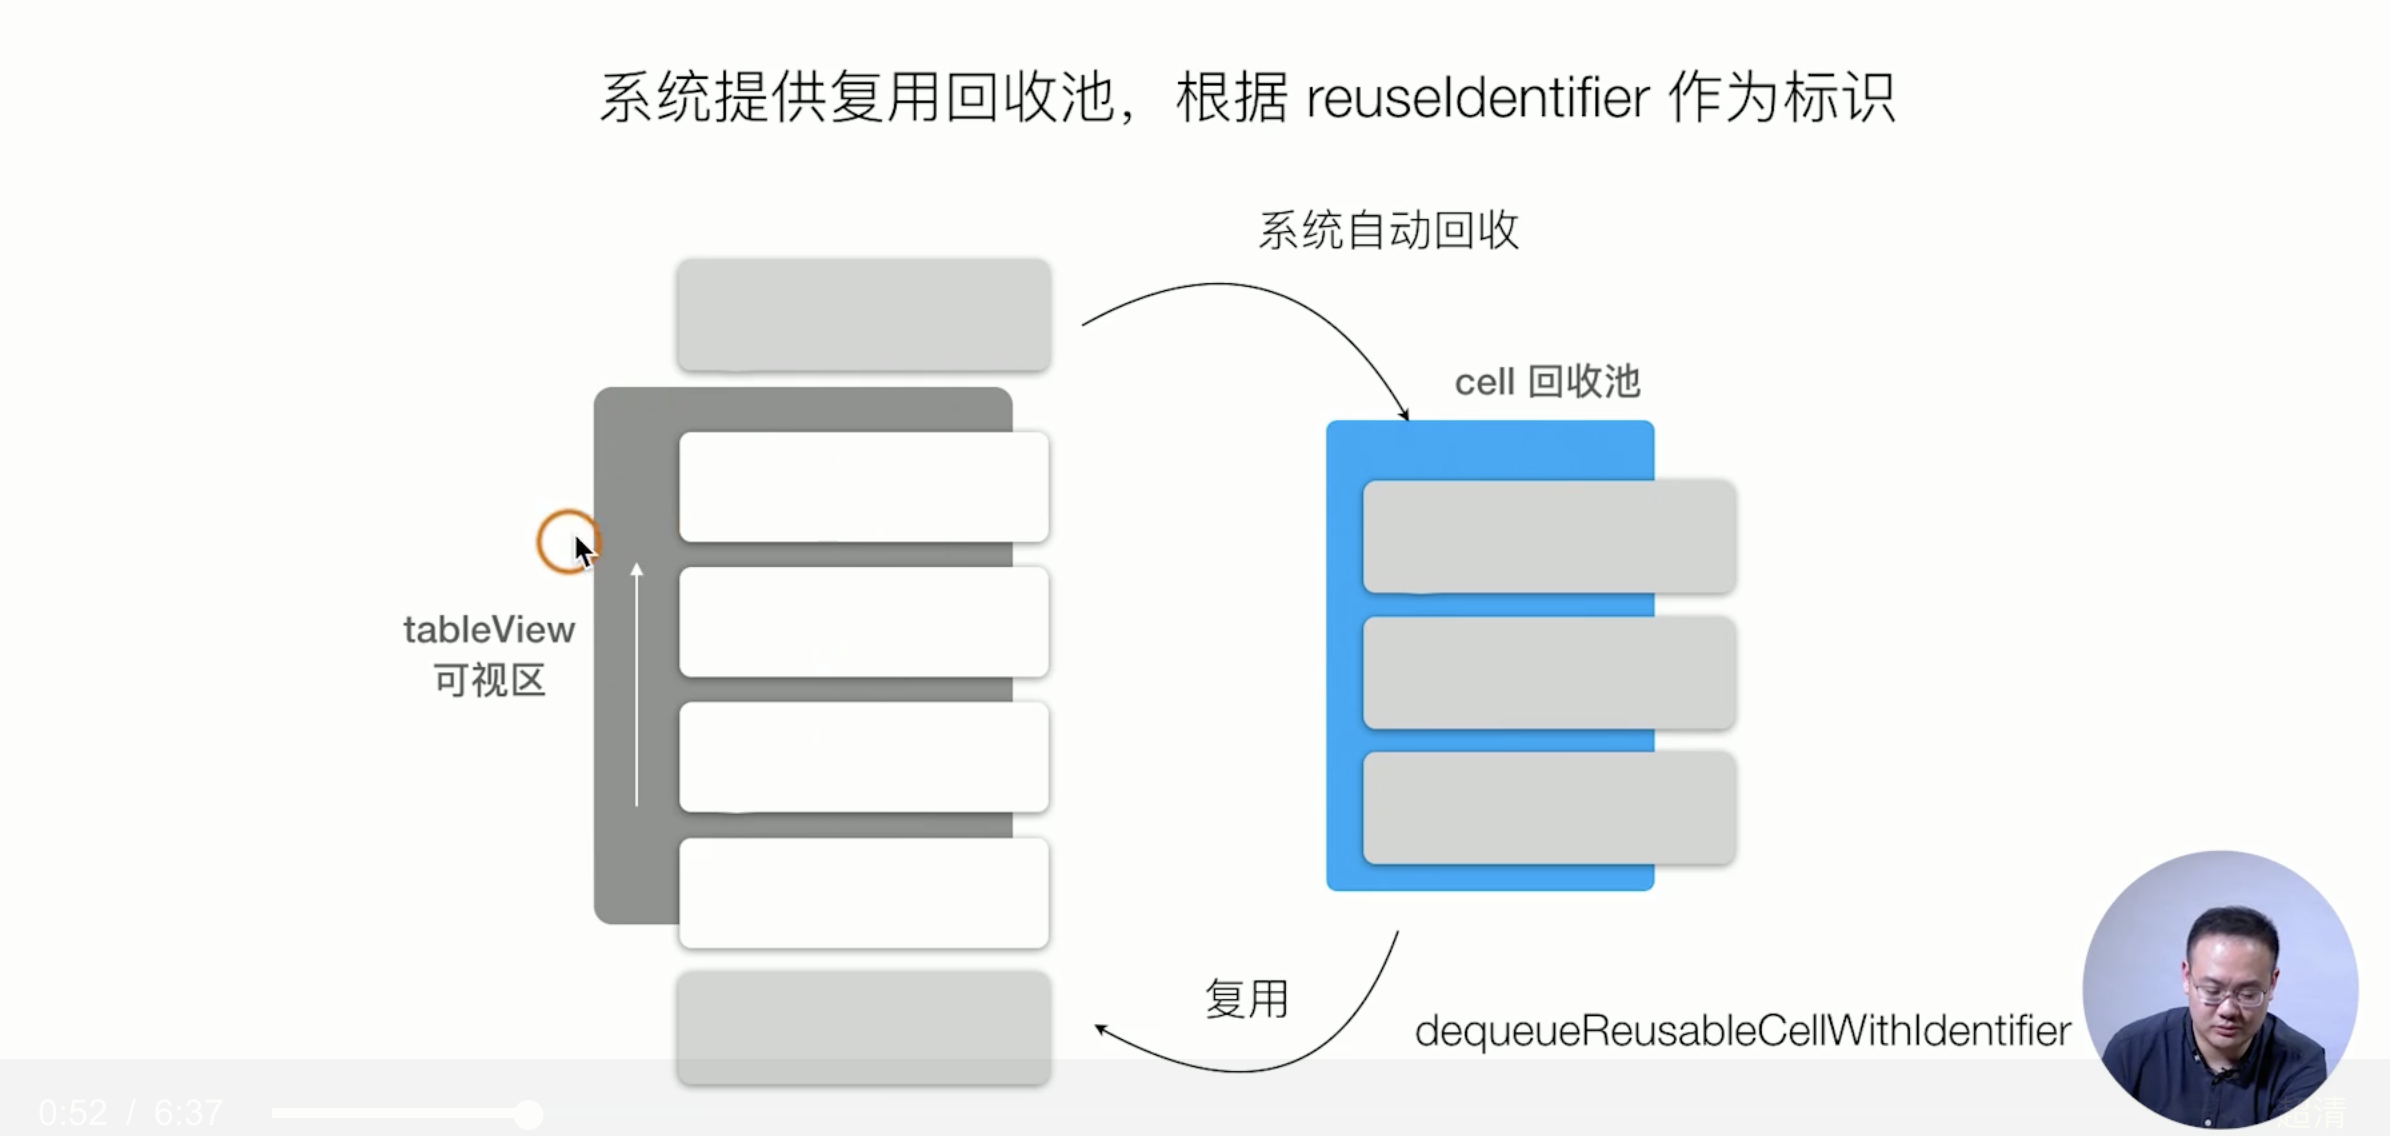 系统提供复用回收池，根据 reuseIdentifier 作为标识
系统自动回收
cell 回收池
tableView
可视区
复用
dequeueReusableCellWithIdentifier
0:52 / 6:37
超清